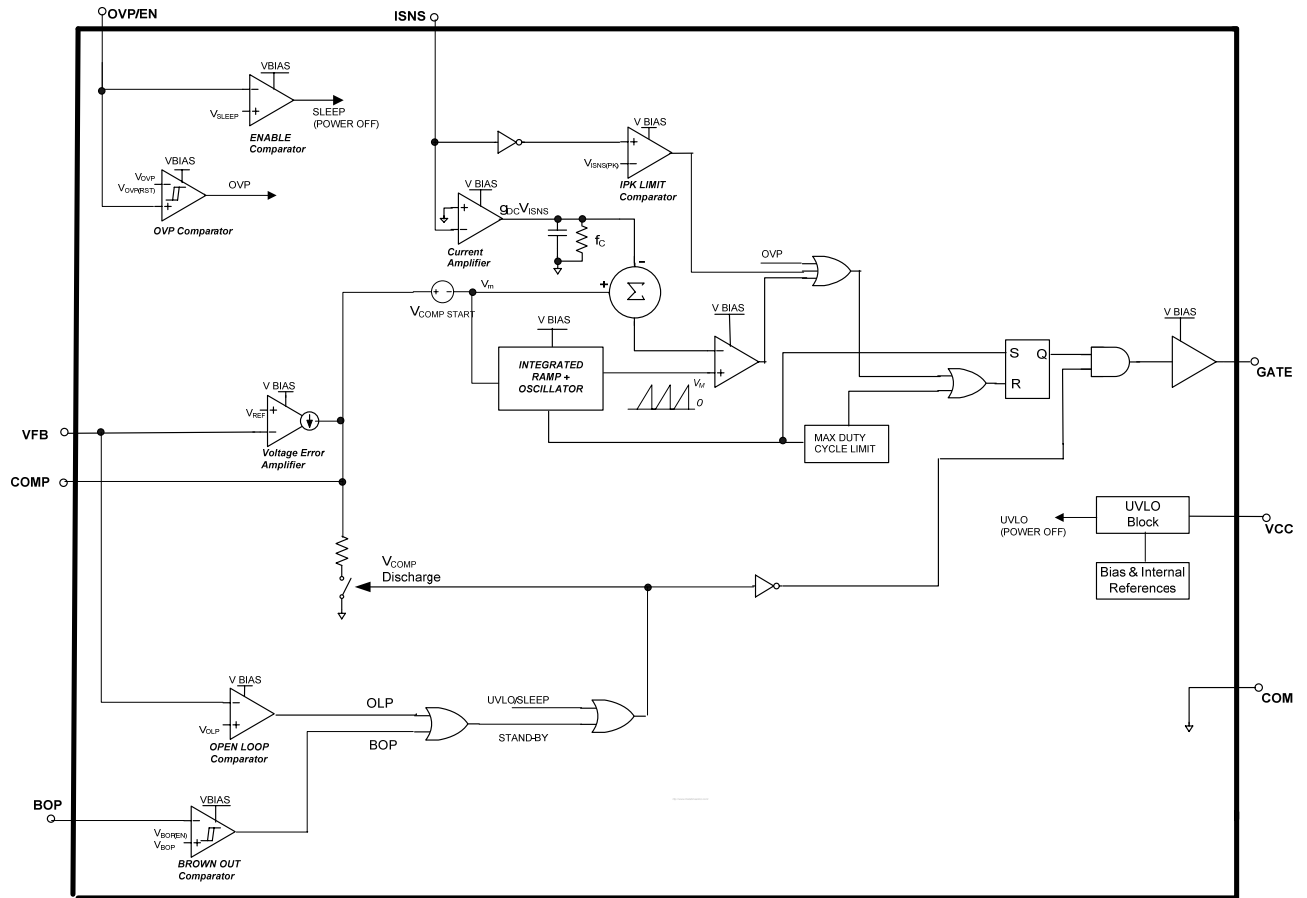 OVP/EN
ISNS
VBIAS
−
VSLEEP +
SLEEP
(POWER OFF)
ENABLE
Comparator
V BIAS
+
VISNS(PK) −
IPK LIMIT
Comparator
VBIAS
VOVP −
VOVP(RST)
+
OVP
OVP Comparator
V BIAS
+
−
gDCVISNS
Current
Amplifier
fC
−
+
Σ
OVP
+ −
Vm
VCOMP START
V BIAS
INTEGRATED
RAMP +
OSCILLATOR
VM
0
V BIAS
−
+
S Q
R
V BIAS
GATE
V BIAS
VREF +
−
VFB
Voltage Error
Amplifier
MAX DUTY
CYCLE LIMIT
COMP
UVLO
(POWER OFF)
UVLO
Block
VCC
VCOMP
Discharge
Bias & Internal
References
V BIAS
−
VOLP +
OPEN LOOP
Comparator
OLP
BOP
UVLO/SLEEP
STAND-BY
COM
BOP
VBIAS
−
VBOP(EN)
VBOP +
BROWN OUT
Comparator